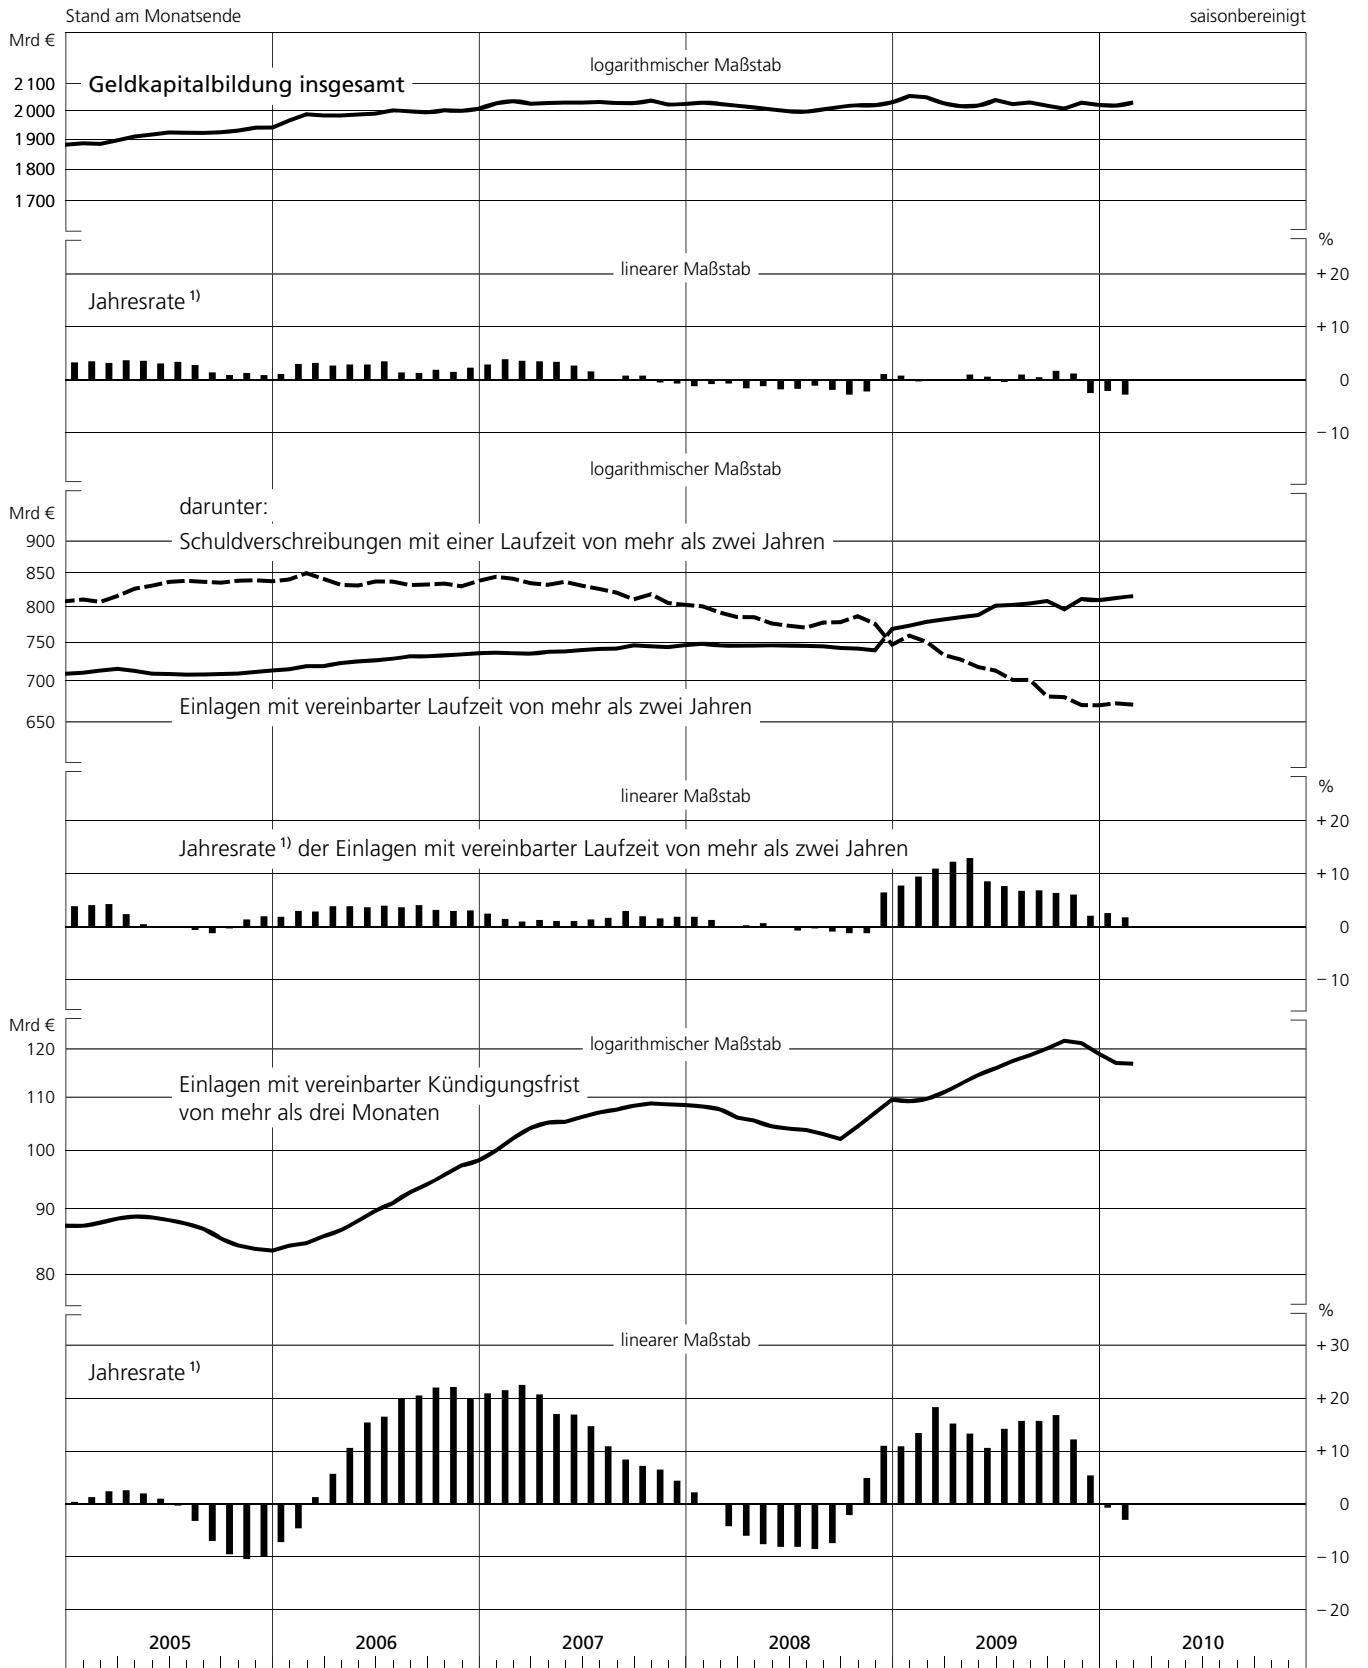 Stand am Monatsende
saisonbereinigt
Mrd €
logarithmischer Maßstab
Geldkapitalbildung insgesamt
2 100
2 000
1 900
1 800
1 700
%
linearer Maßstab
+ 20
Jahresrate 1)
+ 10
0
– 10
logarithmischer Maßstab
darunter:
Mrd €
Schuldverschreibungen mit einer Laufzeit von mehr als zwei Jahren
900
850
800
750
700
Einlagen mit vereinbarter Laufzeit von mehr als zwei Jahren
650
%
linearer Maßstab
+ 20
Jahresrate 1) der Einlagen mit vereinbarter Laufzeit von mehr als zwei Jahren
+ 10
0
– 10
Mrd €
logarithmischer Maßstab
120
Einlagen mit vereinbarter Kündigungsfrist
von mehr als drei Monaten
110
100
90
80
%
linearer Maßstab
+ 30
Jahresrate 1)
+ 20
+ 10
0
– 10
– 20
2005 2006 2007 2008 2009 2010